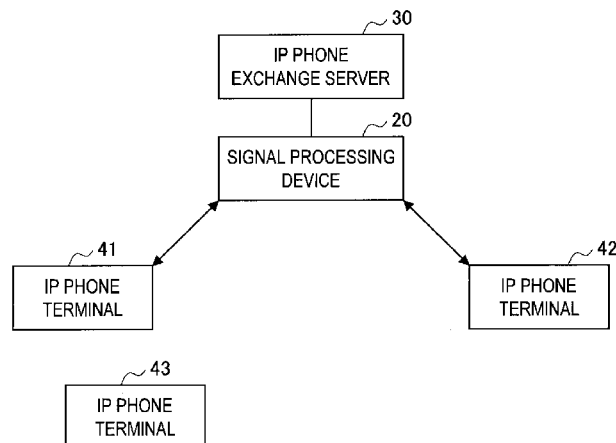 30
IP PHONE
EXCHANGE SERVER
20
SIGNAL PROCESSING
DEVICE
41
IP PHONE
TERMINAL
42
IP PHONE
TERMINAL
43
IP PHONE
TERMINAL